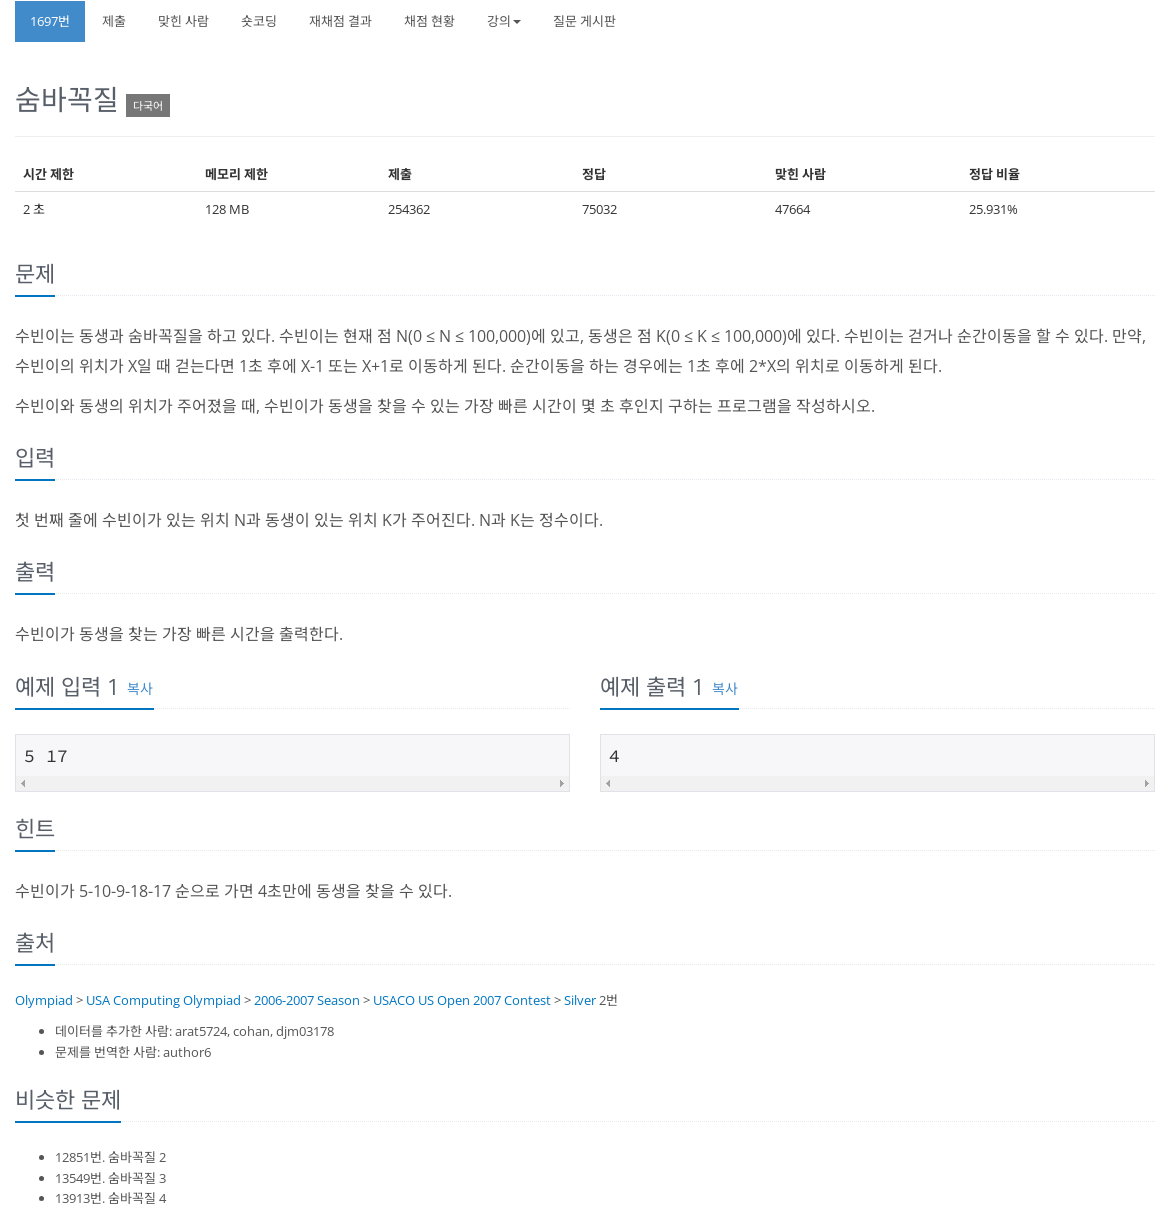 1697번 제출 맞힌 사람 숏코딩 재채점 결과 채점 현황 강의 질문 게시판
숨바꼭질 다국어
시간 제한 메모리 제한 제출 정답 맞힌 사람 정답 비율
2 초 128 MB 254362 75032 47664 25.931%
문제
수빈이는 동생과 숨바꼭질을 하고 있다. 수빈이는 현재 점 N(0 ≤ N ≤ 100,000)에 있고, 동생은 점 K(0 ≤ K ≤ 100,000)에 있다. 수빈이는 걷거나 순간이동을 할 수 있다. 만약,
수빈이의 위치가 X일 때 걷는다면 1초 후에 X-1 또는 X+1로 이동하게 된다. 순간이동을 하는 경우에는 1초 후에 2*X의 위치로 이동하게 된다.
수빈이와 동생의 위치가 주어졌을 때, 수빈이가 동생을 찾을 수 있는 가장 빠른 시간이 몇 초 후인지 구하는 프로그램을 작성하시오.
입력
첫 번째 줄에 수빈이가 있는 위치 N과 동생이 있는 위치 K가 주어진다. N과 K는 정수이다.
출력
수빈이가 동생을 찾는 가장 빠른 시간을 출력한다.
예제 입력 1 복사 예제 출력 1 복사
5 17 4
힌트
수빈이가 5-10-9-18-17 순으로 가면 4초만에 동생을 찾을 수 있다.
출처
Olympiad > USA Computing Olympiad > 2006-2007 Season > USACO US Open 2007 Contest > Silver 2번
• 데이터를 추가한 사람: arat5724, cohan, djm03178
• 문제를 번역한 사람: author6
비슷한 문제
• 12851번. 숨바꼭질 2
• 13549번. 숨바꼭질 3
• 13913번. 숨바꼭질 4